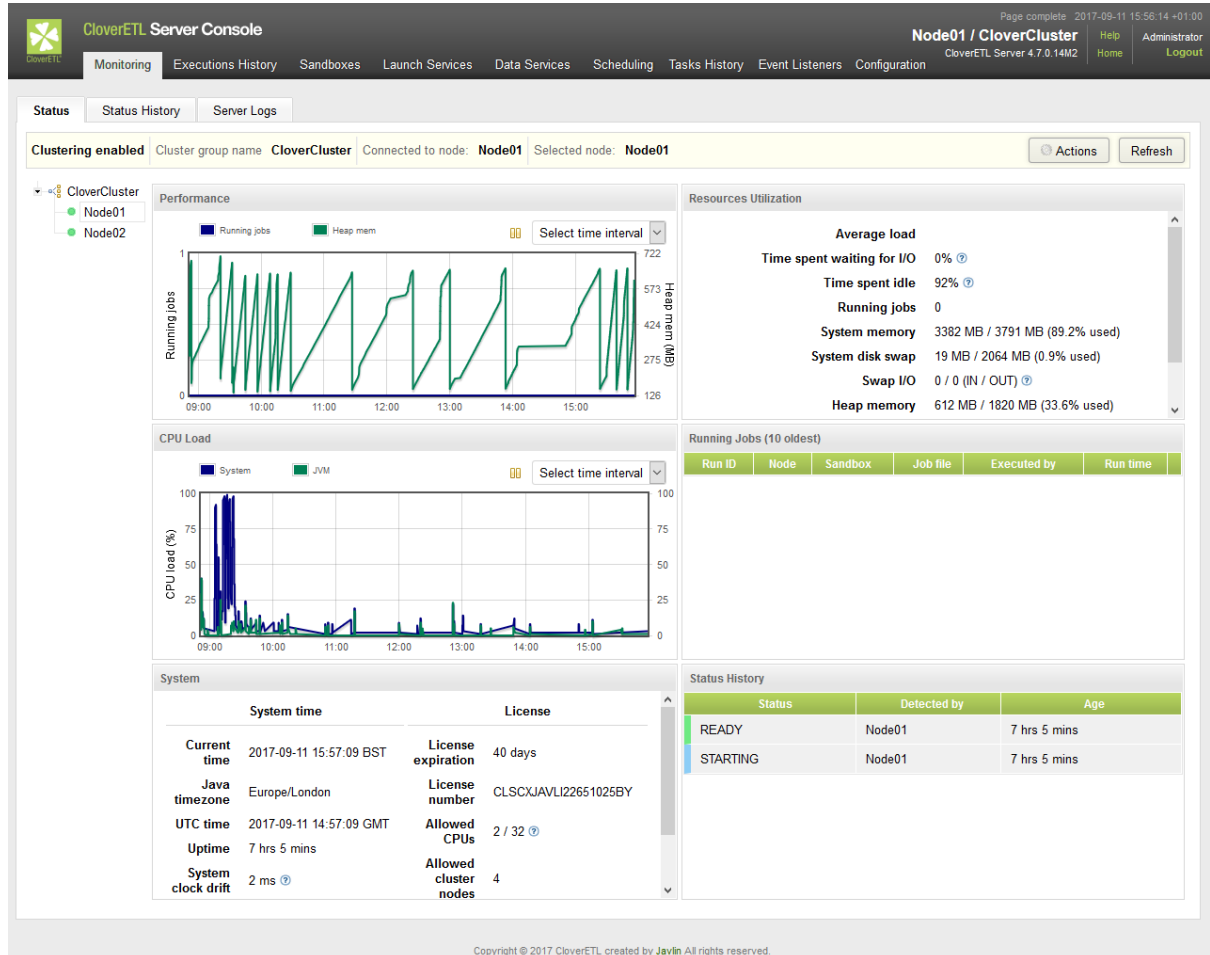 Page complete 2017-09-11 15:56:14 +01:00
CloverETL Server Console
Node01 / CloverCluster Help Administrator
CloverETL Server 4.7.0.14M2 Home Logout
CloverETL
Monitoring Executions History Sandboxes Launch Services Data Services Scheduling Tasks History Event Listeners Configuration
Status Status History Server Logs
Clustering enabled Cluster group name CloverCluster Connected to node: Node01 Selected node: Node01 Actions Refresh
CloverCluster
Node01
Node02
Performance
Running jobs Heap mem Select time interval
1 722
573
424
275
0 126
Running jobs
Heap mem (MB)
09:00 10:00 11:00 12:00 13:00 14:00 15:00
Resources Utilization
Average load
Time spent waiting for I/O 0%
Time spent idle 92%
Running jobs 0
System memory 3382 MB / 3791 MB (89.2% used)
System disk swap 19 MB / 2064 MB (0.9% used)
Swap I/O 0 / 0 (IN / OUT)
Heap memory 612 MB / 1820 MB (33.6% used)
CPU Load
System JVM Select time interval
100 100
75 75
50 50
25 25
0 0
CPU load (%)
09:00 10:00 11:00 12:00 13:00 14:00 15:00
Running Jobs (10 oldest)
Run ID Node Sandbox Job file Executed by Run time
System
System time License
Current time 2017-09-11 15:57:09 BST License expiration 40 days
Java timezone Europe/London License number CLSCXJAVLI22651025BY
UTC time 2017-09-11 14:57:09 GMT Allowed CPUs 2 / 32
Uptime 7 hrs 5 mins
System clock drift 2 ms Allowed cluster nodes 4
Status History
Status Detected by Age
READY Node01 7 hrs 5 mins
STARTING Node01 7 hrs 5 mins
Copyright © 2017 CloverETL created by Javlin All rights reserved.